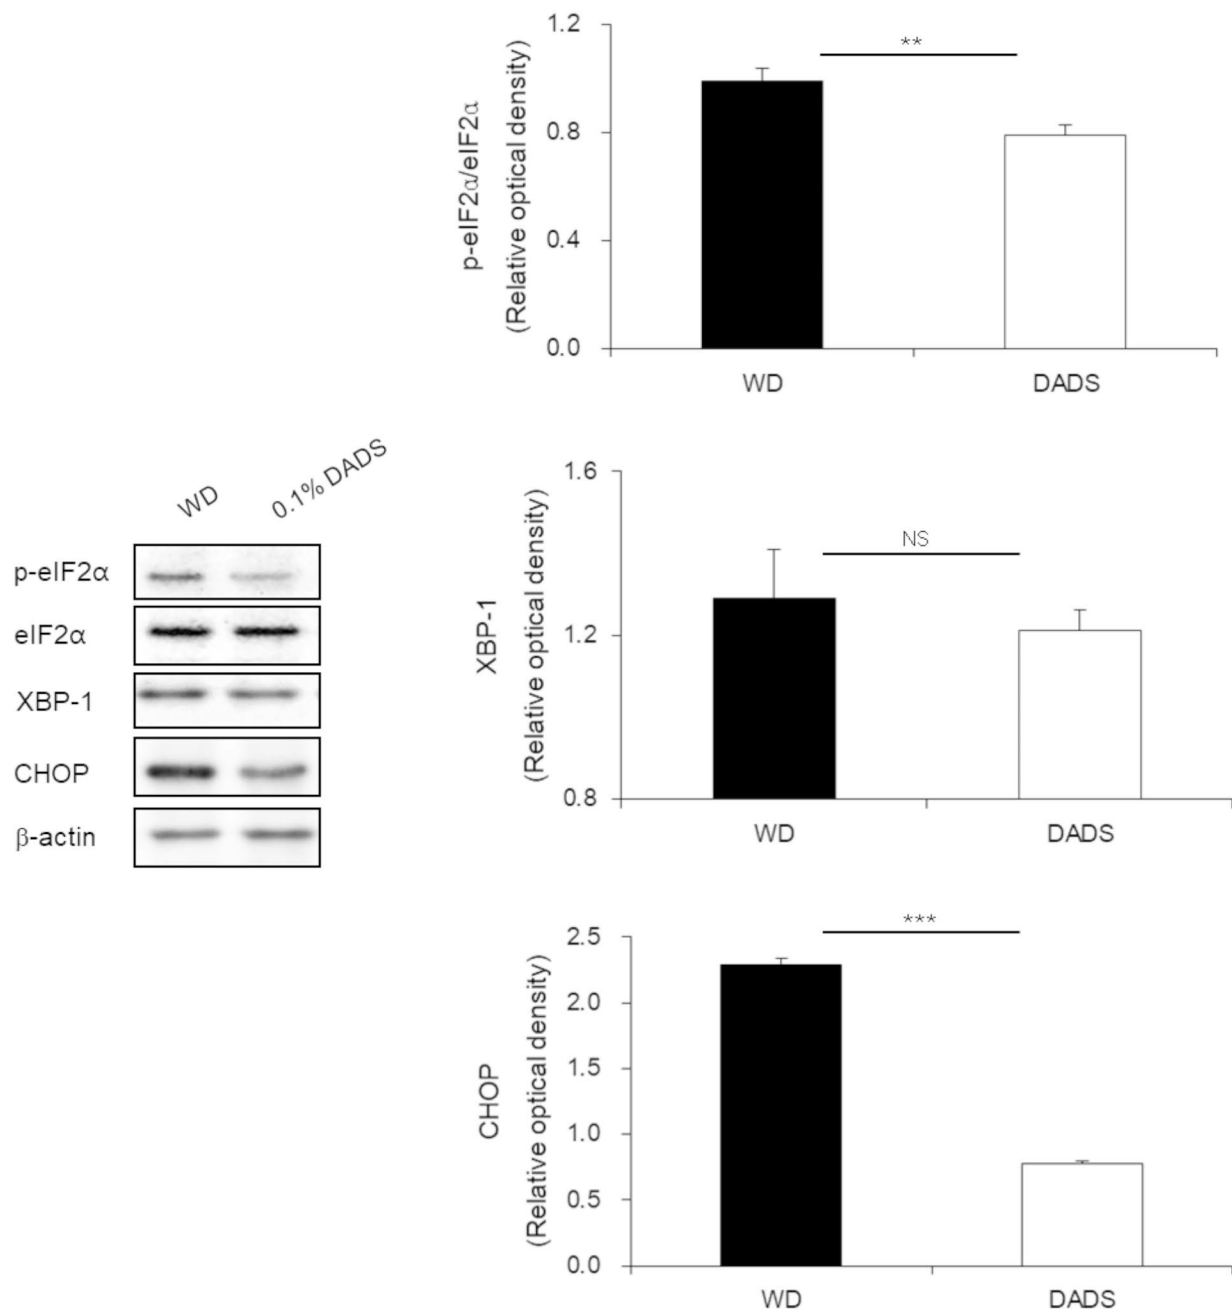 WD
0.1% DADS
p-eIF2α
eIF2α
XBP-1
CHOP
β-actin
p-eIF2α/eIF2α
(Relative optical density)
1.2
0.8
0.4
0.0
**
WD
DADS
XBP-1
(Relative optical density)
1.6
1.2
0.8
NS
WD
DADS
CHOP
(Relative optical density)
2.5
2.0
1.5
1.0
0.5
0.0
***
WD
DADS